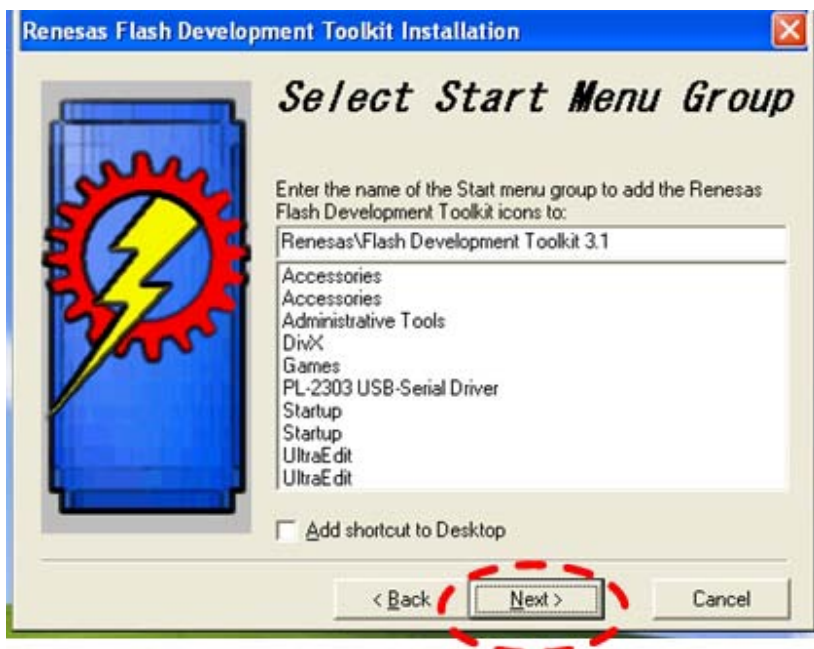 Renesas Flash Development Toolkit Installation
Select Start Menu Group
Enter the name of the Start menu group to add the Renesas
Flash Development Toolkit icons to:
Renesas\Flash Development Toolkit 3.1
Accessories
Accessories
Administrative Tools
DivX
Games
PL-2303 USB-Serial Driver
Startup
Startup
UltraEdit
UltraEdit
Add shortcut to Desktop
< Back
Next >
Cancel